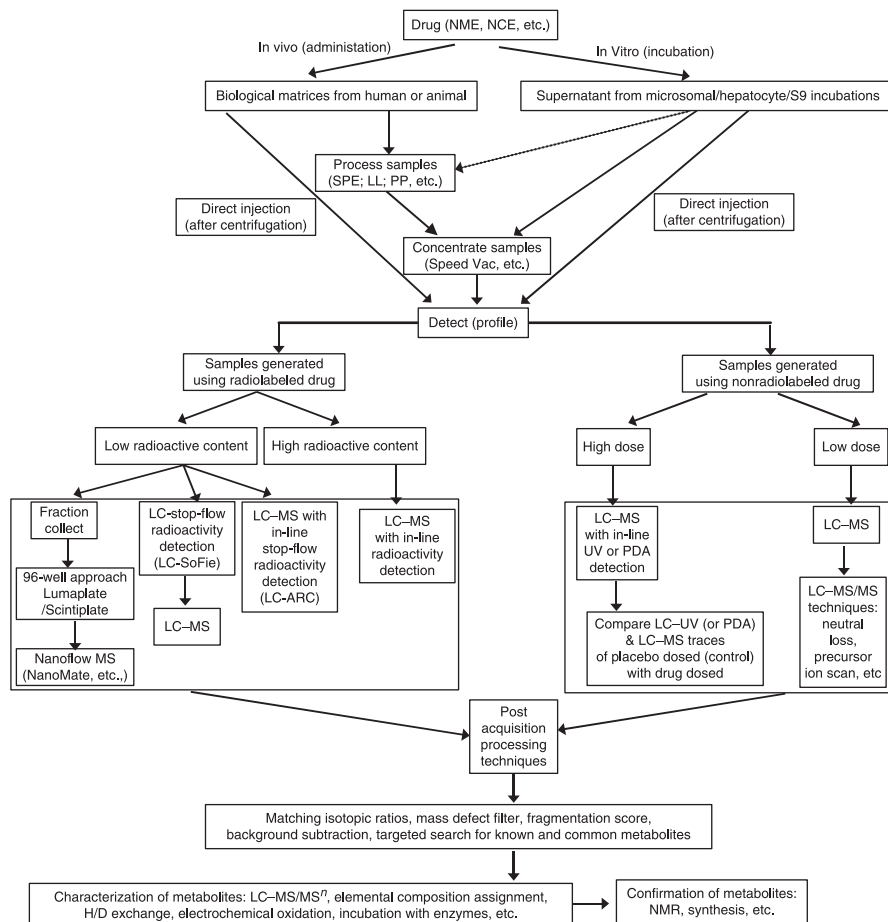 Drug (NME, NCE, etc.)
In vivo (administation)
In Vitro (incubation)
Biological matrices from human or animal
Supernatant from microsomal/hepatocyte/S9 incubations
Process samples
(SPE; LL; PP, etc.)
Direct injection
(after centrifugation)
Direct injection
(after centrifugation)
Concentrate samples
(Speed Vac, etc.)
Detect (profile)
Samples generated
using radiolabeled drug
Samples generated
using nonradiolabeled drug
Low radioactive content
High radioactive content
High dose
Low dose
Fraction
collect
LC-stop-flow
radioactivity
detection
(LC-SoFie)
LC–MS with
in-line
stop-flow
radioactivity
detection
(LC-ARC)
LC–MS
with in-line
radioactivity
detection
LC–MS
with in-line
UV or PDA
detection
LC–MS
96-well approach
Lumaplate
/Scintiplate
LC–MS
LC–MS/MS
techniques:
neutral
loss,
precursor
ion scan, etc
Compare LC–UV (or PDA)
& LC–MS traces
of placebo dosed (control)
with drug dosed
Nanoflow MS
(NanoMate, etc.,)
Post
acquisition
processing
techniques
Matching isotopic ratios, mass defect filter, fragmentation score,
background subtraction, targeted search for known and common metabolites
Characterization of metabolites: LC–MS/MSⁿ, elemental composition assignment,
H/D exchange, electrochemical oxidation, incubation with enzymes, etc.
Confirmation of metabolites:
NMR, synthesis, etc.